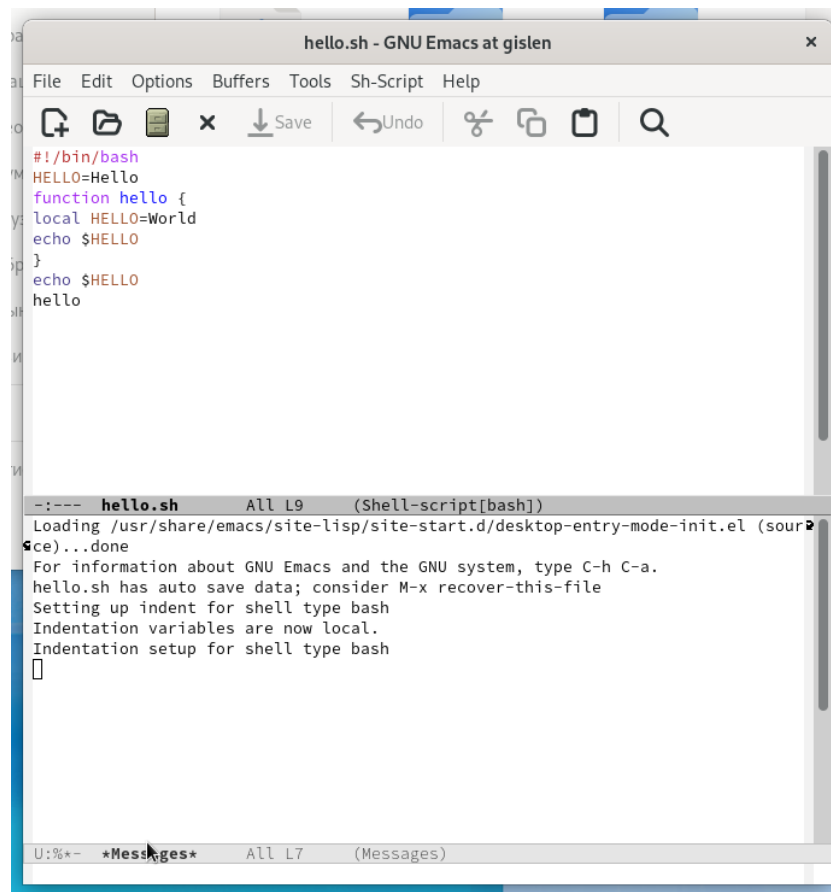 hello.sh - GNU Emacs at gislen
File Edit Options Buffers Tools Sh-Script Help
Save Undo
#!/bin/bash
HELLO=Hello
function hello {
local HELLO=World
echo $HELLO
}
echo $HELLO
hello
-:--- hello.sh All L9 (Shell-script[bash])
Loading /usr/share/emacs/site-lisp/site-start.d/desktop-entry-mode-init.el (sour
ce)...done
For information about GNU Emacs and the GNU system, type C-h C-a.
hello.sh has auto save data; consider M-x recover-this-file
Setting up indent for shell type bash
Indentation variables are now local.
Indentation setup for shell type bash
U:%*- *Messages* All L7 (Messages)